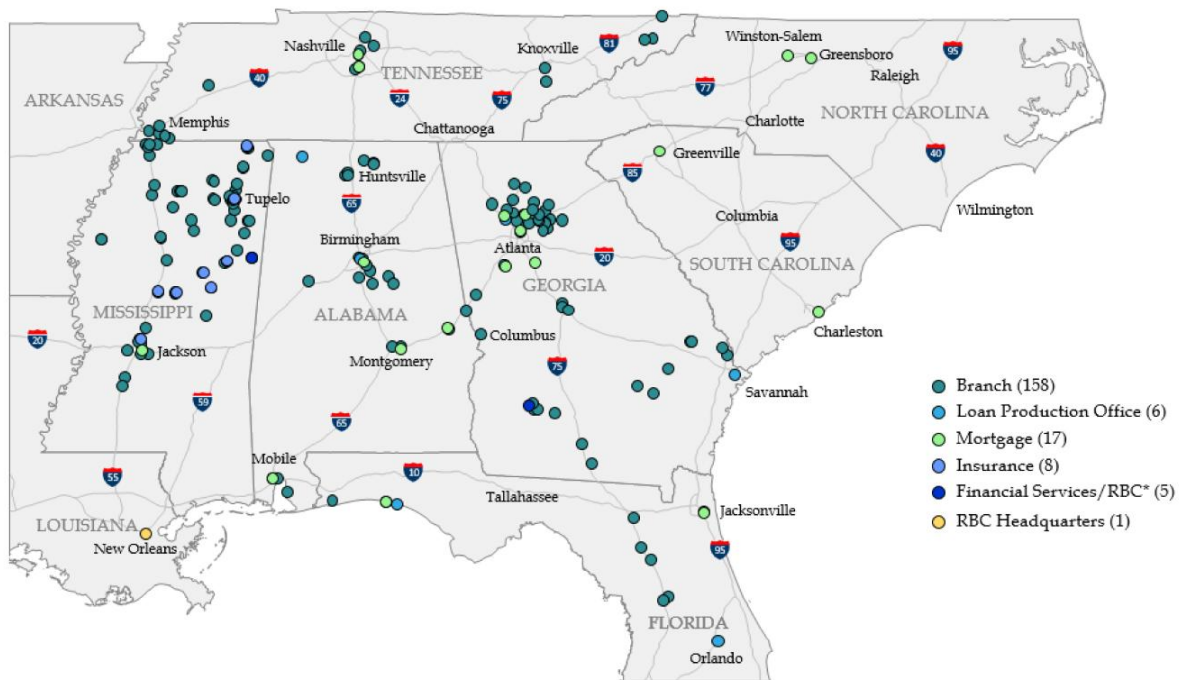 Nashville
Knoxville
81
Winston-Salem
Greensboro
95
Raleigh
TENNESSEE
40
77
ARKANSAS
24
75
NORTH CAROLINA
Memphis
Chattanooga
Charlotte
40
Greenville
85
Huntsville
Tupelo
65
Columbia
Wilmington
Birmingham
95
Atlanta
20
SOUTH CAROLINA
GEORGIA
MISSISSIPPI
ALABAMA
20
Jackson
Columbus
Charleston
Montgomery
75
Savannah
59
65
Branch (158)
Loan Production Office (6)
Mortgage (17)
Insurance (8)
Financial Services/RBC* (5)
RBC Headquarters (1)
Mobile
55
10
Tallahassee
Jacksonville
LOUISIANA
New Orleans
95
FLORIDA
Orlando